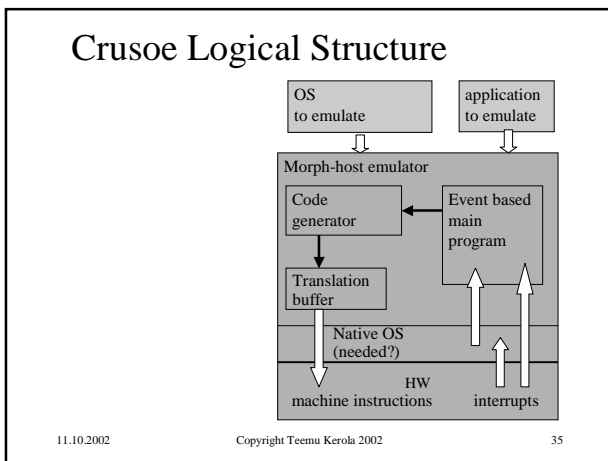 Crusoe Logical Structure
OS
to emulate
application
to emulate
Morph-host emulator
Code
generator
Event based
main
program
Translation
buffer
Native OS
(needed?)
HW
machine instructions
interrupts
11.10.2002
Copyright Teemu Kerola 2002
35